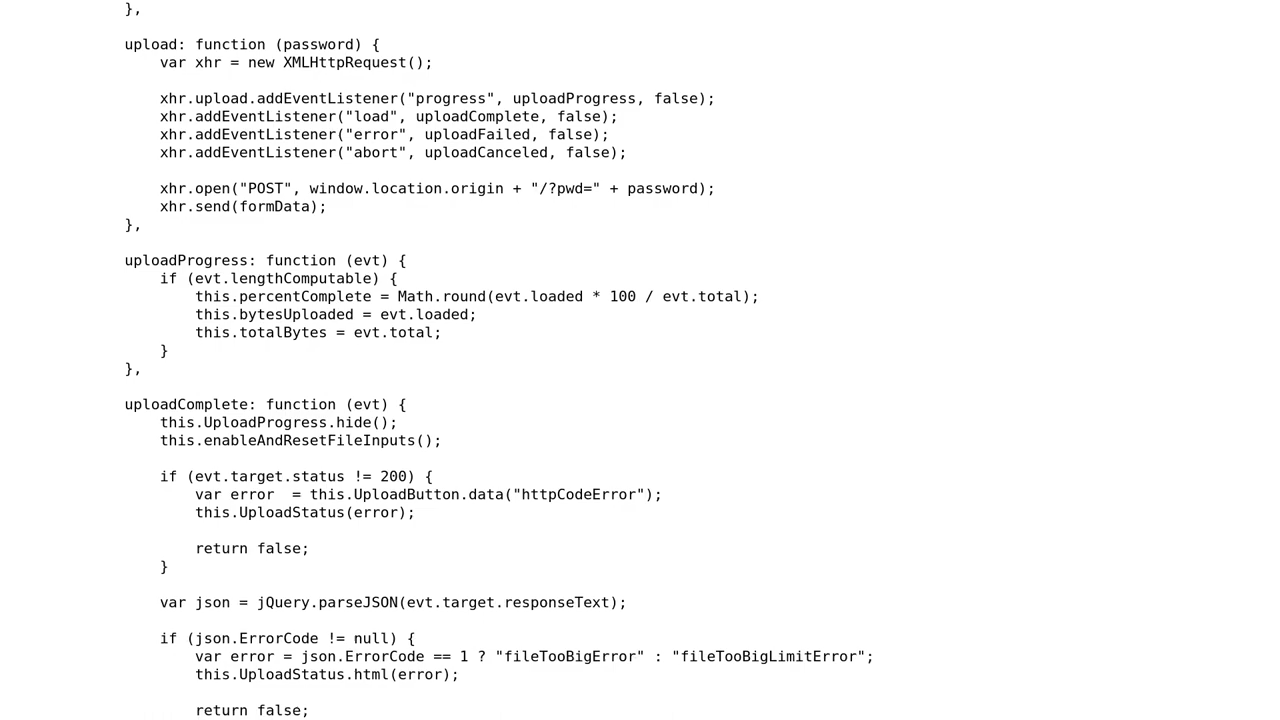 },
upload: function (password) {
var xhr = new XMLHttpRequest();
xhr.upload.addEventListener("progress", uploadProgress, false);
xhr.addEventListener("load", uploadComplete, false);
xhr.addEventListener("error", uploadFailed, false);
xhr.addEventListener("abort", uploadCanceled, false);
xhr.open("POST", window.location.origin + "/?pwd=" + password);
xhr.send(formData);
},
uploadProgress: function (evt) {
if (evt.lengthComputable) {
this.percentComplete = Math.round(evt.loaded * 100 / evt.total);
this.bytesUploaded = evt.loaded;
this.totalBytes = evt.total;
}
},
uploadComplete: function (evt) {
this.UploadProgress.hide();
this.enableAndResetFileInputs();
if (evt.target.status != 200) {
var error  = this.UploadButton.data("httpCodeError");
this.UploadStatus(error);
return false;
}
var json = jQuery.parseJSON(evt.target.responseText);
if (json.ErrorCode != null) {
var error = json.ErrorCode == 1 ? "fileTooBigError" : "fileTooBigLimitError";
this.UploadStatus.html(error);
return false;